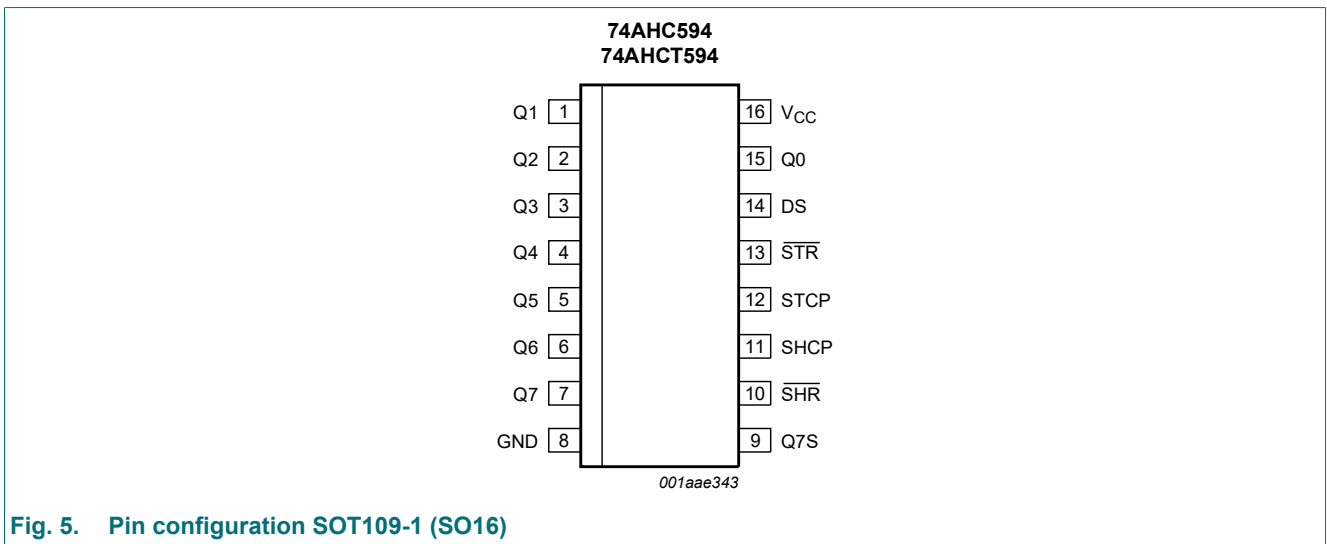 74AHC594
74AHCT594
Q1 1 16 VCC
Q2 2 15 Q0
Q3 3 14 DS
Q4 4 13 S̅T̅R̅
Q5 5 12 STCP
Q6 6 11 SHCP
Q7 7 10 S̅H̅R̅
GND 8 9 Q7S
001aae343
Fig. 5. Pin configuration SOT109-1 (SO16)